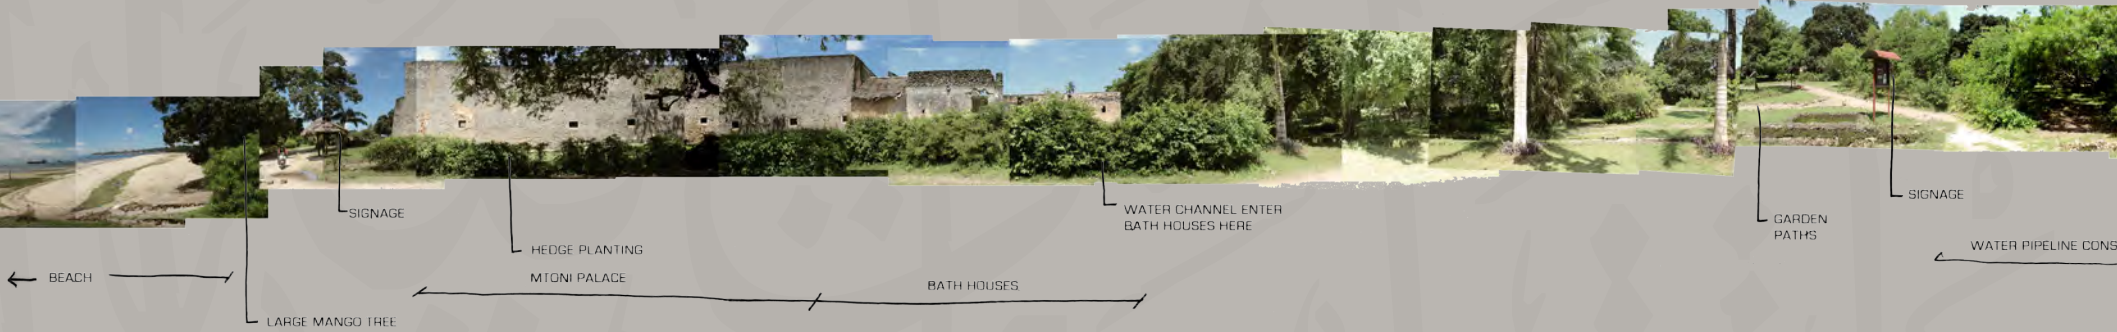 SIGNAGE
SIGNAGE
WATER CHANNEL ENTER
BATH HOUSES HERE
GARDEN
PATHS
HEDGE PLANTING
WATER PIPELINE CONS
BEACH
MTONI PALACE
BATH HOUSES
LARGE MANGO TREE